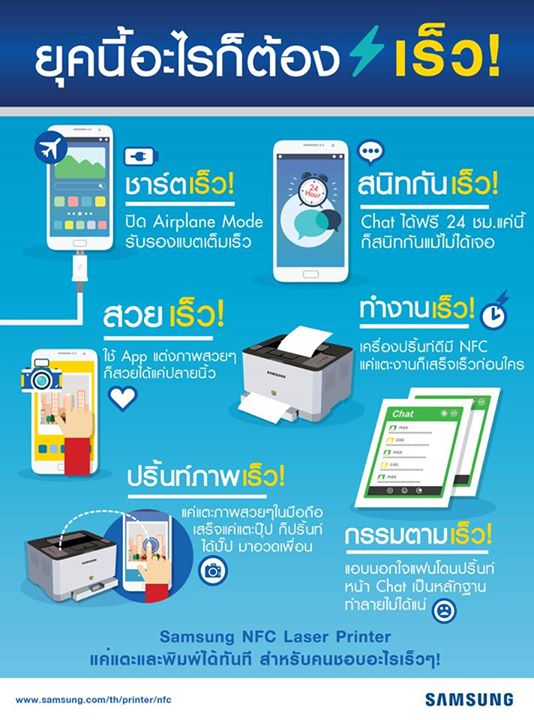 ยุคนี้อะไรก็ต้อง เร็ว!
ชาร์ตเร็ว!
ปิด Airplane Mode
รับรองแบตเต็มเร็ว
24
Hour
สนิทกันเร็ว!
Chat ได้ฟรี 24 ชม.แค่นี้
ก็สนิทกันแม้ไม่ได้เจอ
สวยเร็ว!
ใช้ App แต่งภาพสวยๆ
ก็สวยได้แค่ปลายนิ้ว
SAMSUNG
ทำงานเร็ว!
เครื่องปริ้นท์ดีมี NFC
แค่แตะงานก็เสร็จเร็วก่อนใคร
Chat
MAN
GIRL
MAN
GIRL
MAN
ปริ้นท์ภาพเร็ว!
แค่แตะภาพสวยๆในมือถือ
เสร็จแค่แตะปุ๊ป ก็ปริ้นท์
ได้ปั๊ป มาอวดเพื่อน
กรรมตามเร็ว!
แอบนอกใจแฟนโดนปริ้นท์
หน้า Chat เป็นหลักฐาน
ทำลายไม่ได้แน่
Samsung NFC Laser Printer
แค่แตะและพิมพ์ได้ทันที สำหรับคนชอบอะไรเร็วๆ!
www.samsung.com/th/printer/nfc
SAMSUNG